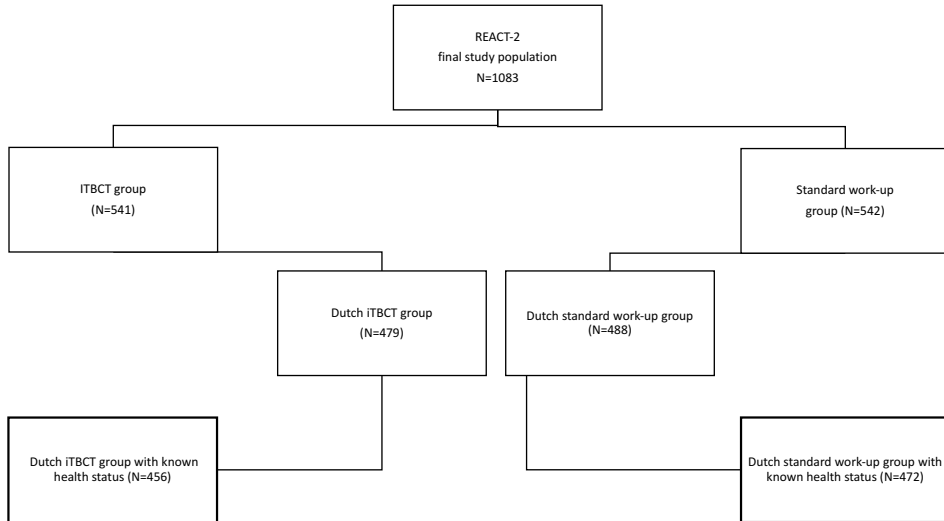 REACT-2
final study population
N=1083
ITBCT group
(N=541)
Standard work-up
group (N=542)
Dutch iTBCT group
(N=479)
Dutch standard work-up group
(N=488)
Dutch iTBCT group with known
health status (N=456)
Dutch standard work-up group with
known health status (N=472)